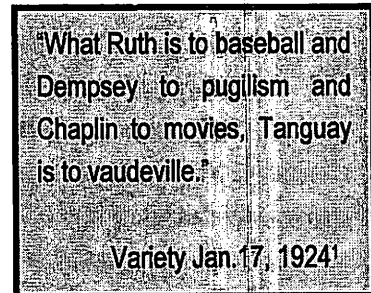 "What Ruth is to baseball and
Dempsey to pugilism and
Chaplin to movies, Tanguay
is to vaudeville."
Variety Jan.17, 1924¹